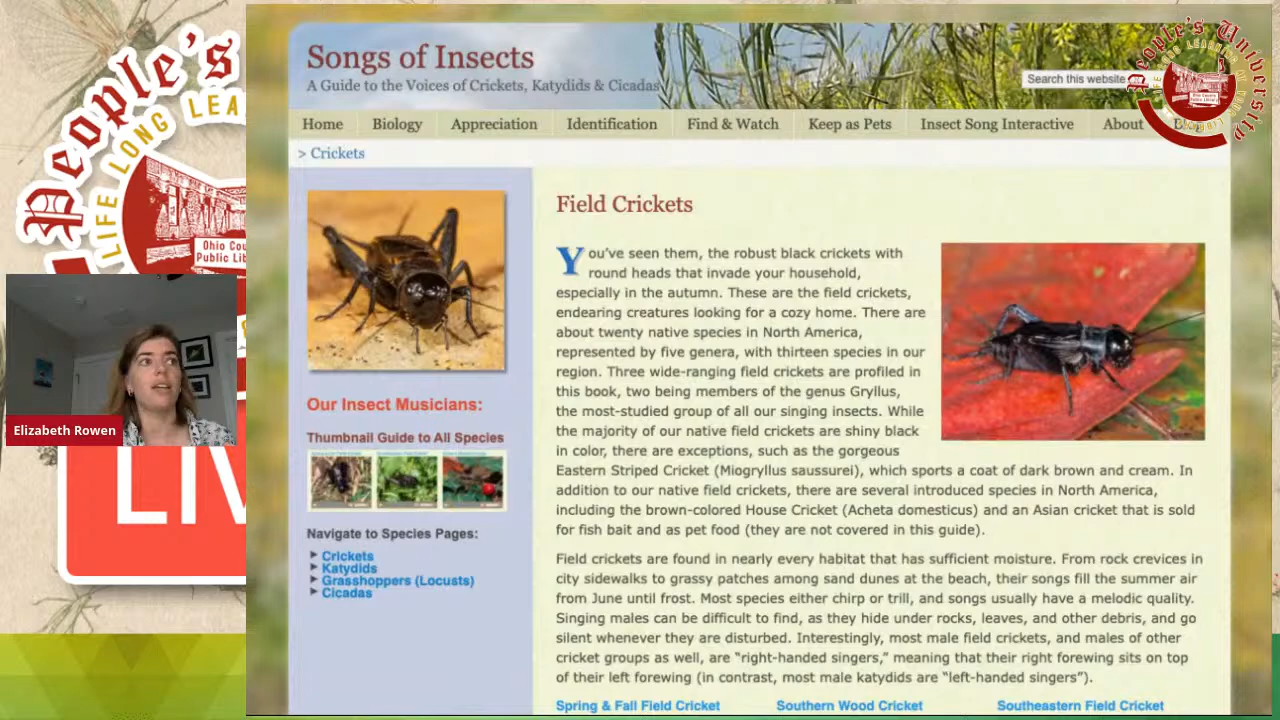 People's
LIFE LONG LEA
Ohio Cou
Public Lib
LIV
Elizabeth Rowen
Songs of Insects
A Guide to the Voices of Crickets, Katydids & Cicadas
Search this website
People's University
LIFE LONG LEARNING AT YOUR LIBRARY
Ohio County
Public Library
Home Biology Appreciation Identification Find & Watch Keep as Pets Insect Song Interactive About
> Crickets
Our Insect Musicians:
Thumbnail Guide to All Species
Navigate to Species Pages:
Crickets
Katydids
Grasshoppers (Locusts)
Cicadas
Field Crickets
You've seen them, the robust black crickets with
round heads that invade your household,
especially in the autumn. These are the field crickets,
endearing creatures looking for a cozy home. There are
about twenty native species in North America,
represented by five genera, with thirteen species in our
region. Three wide-ranging field crickets are profiled in
this book, two being members of the genus Gryllus,
the most-studied group of all our singing insects. While
the majority of our native field crickets are shiny black
in color, there are exceptions, such as the gorgeous
Eastern Striped Cricket (Miogryllus saussurei), which sports a coat of dark brown and cream. In
addition to our native field crickets, there are several introduced species in North America,
including the brown-colored House Cricket (Acheta domesticus) and an Asian cricket that is sold
for fish bait and as pet food (they are not covered in this guide).
Field crickets are found in nearly every habitat that has sufficient moisture. From rock crevices in
city sidewalks to grassy patches among sand dunes at the beach, their songs fill the summer air
from June until frost. Most species either chirp or trill, and songs usually have a melodic quality.
Singing males can be difficult to find, as they hide under rocks, leaves, and other debris, and go
silent whenever they are disturbed. Interestingly, most male field crickets, and males of other
cricket groups as well, are “right-handed singers,” meaning that their right forewing sits on top
of their left forewing (in contrast, most male katydids are “left-handed singers”).
Spring & Fall Field Cricket Southern Wood Cricket Southeastern Field Cricket